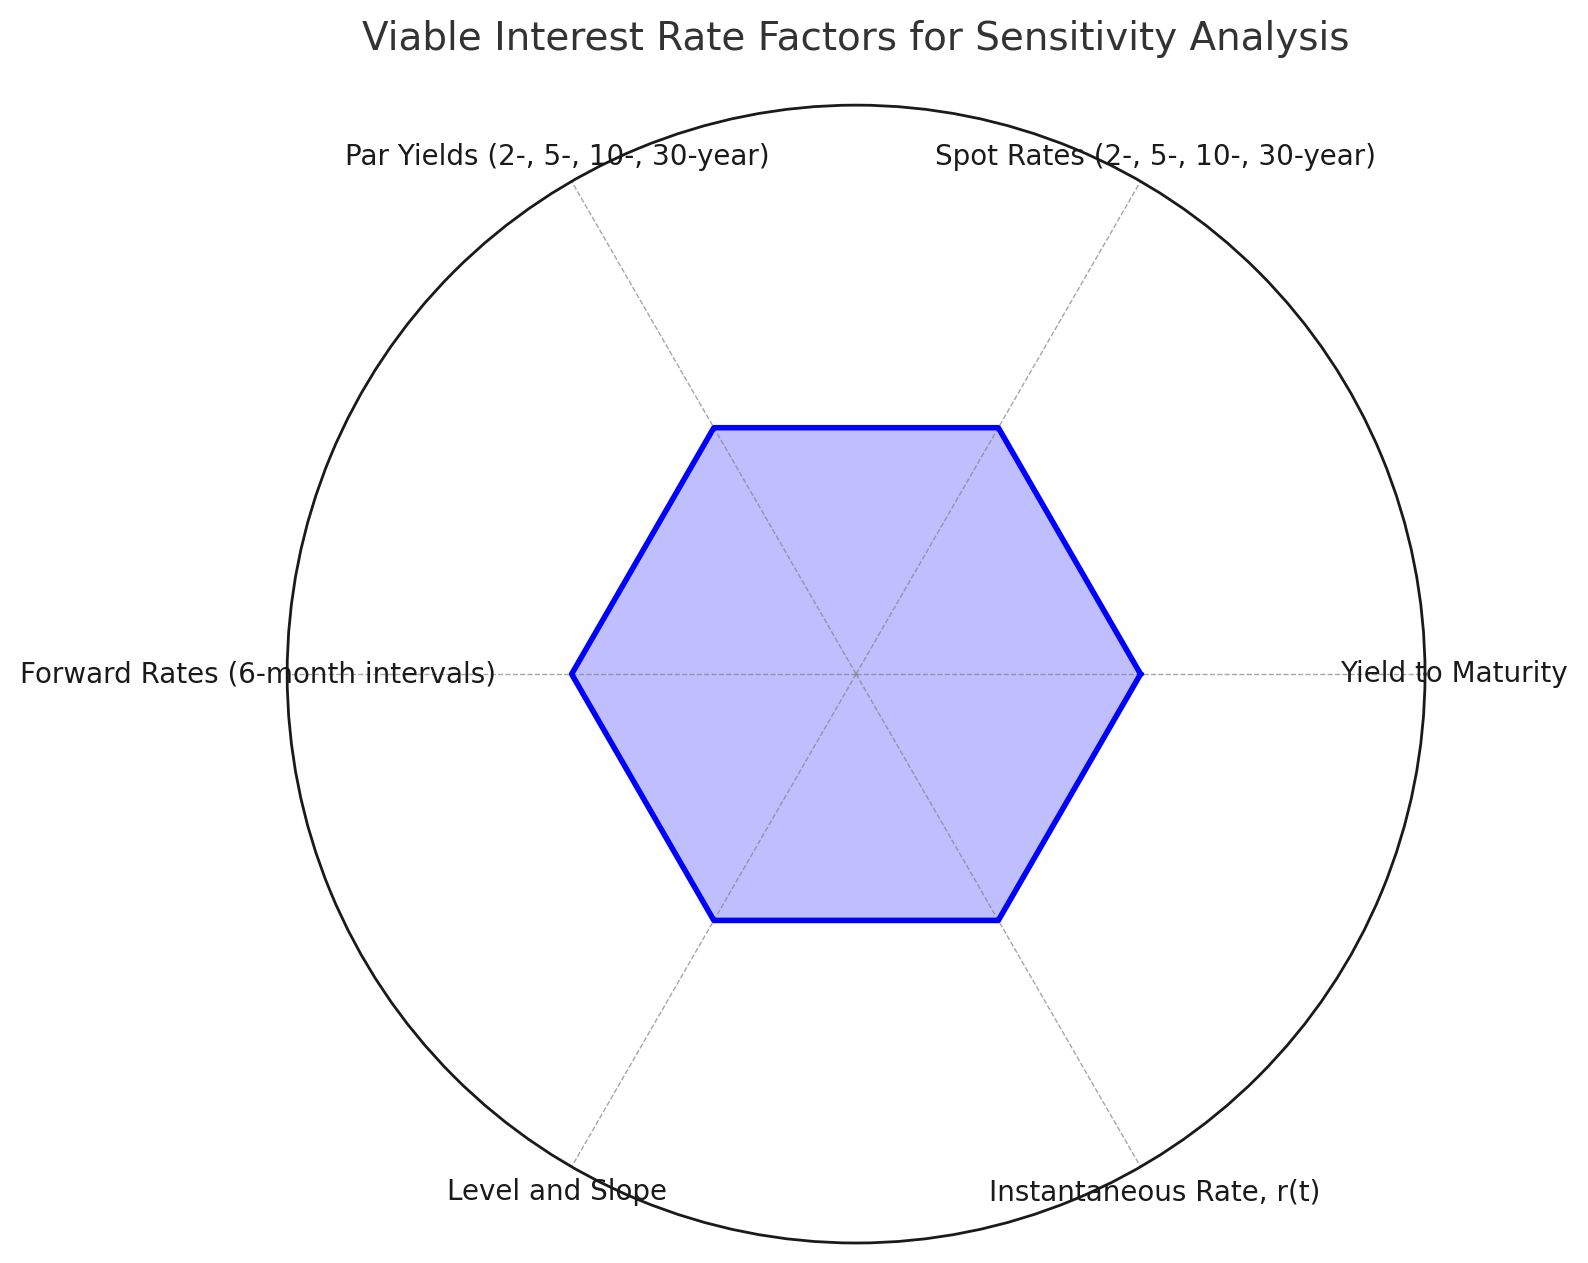 Viable Interest Rate Factors for Sensitivity Analysis
Par Yields (2-, 5-, 10-, 30-year)
Spot Rates (2-, 5-, 10-, 30-year)
Forward Rates (6-month intervals)
Yield to Maturity
Level and Slope
Instantaneous Rate, r(t)